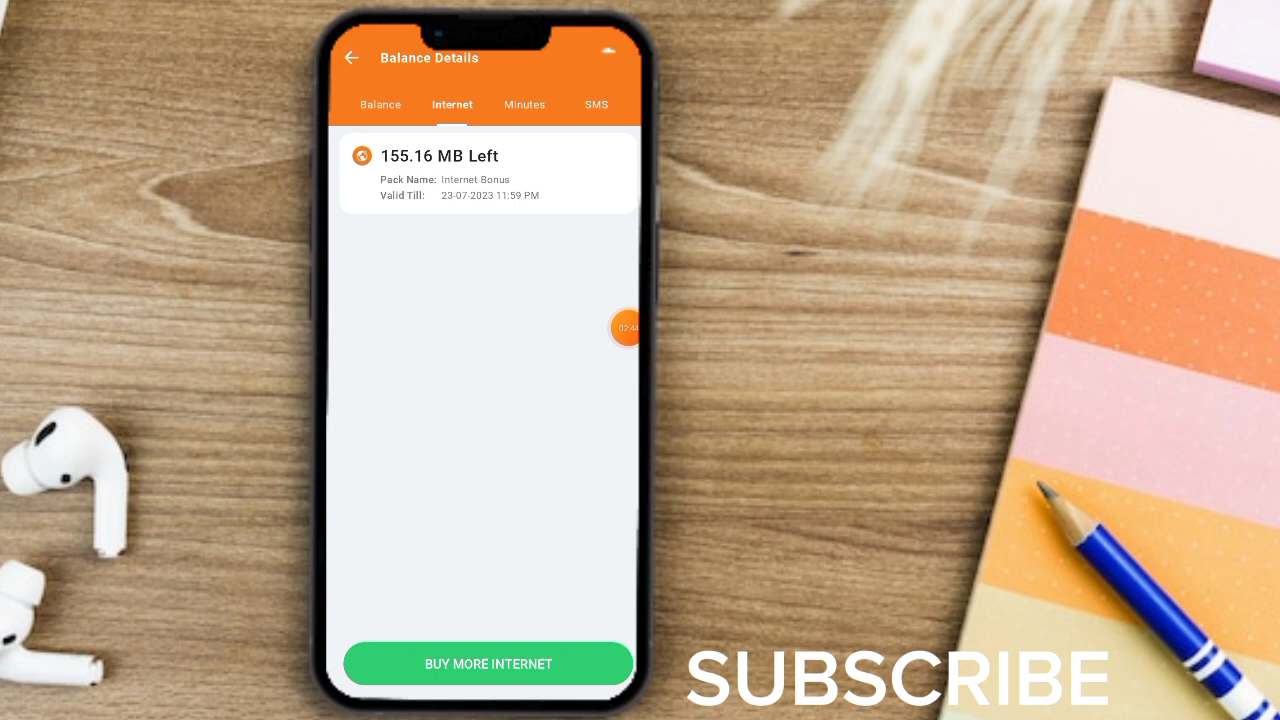 Balance Details
Balance Internet Minutes SMS
155.16 MB Left
Pack Name: Internet Bonus
Valid Till: 23-07-2023 11:59 PM
02:44
BUY MORE INTERNET
SUBSCRIBE